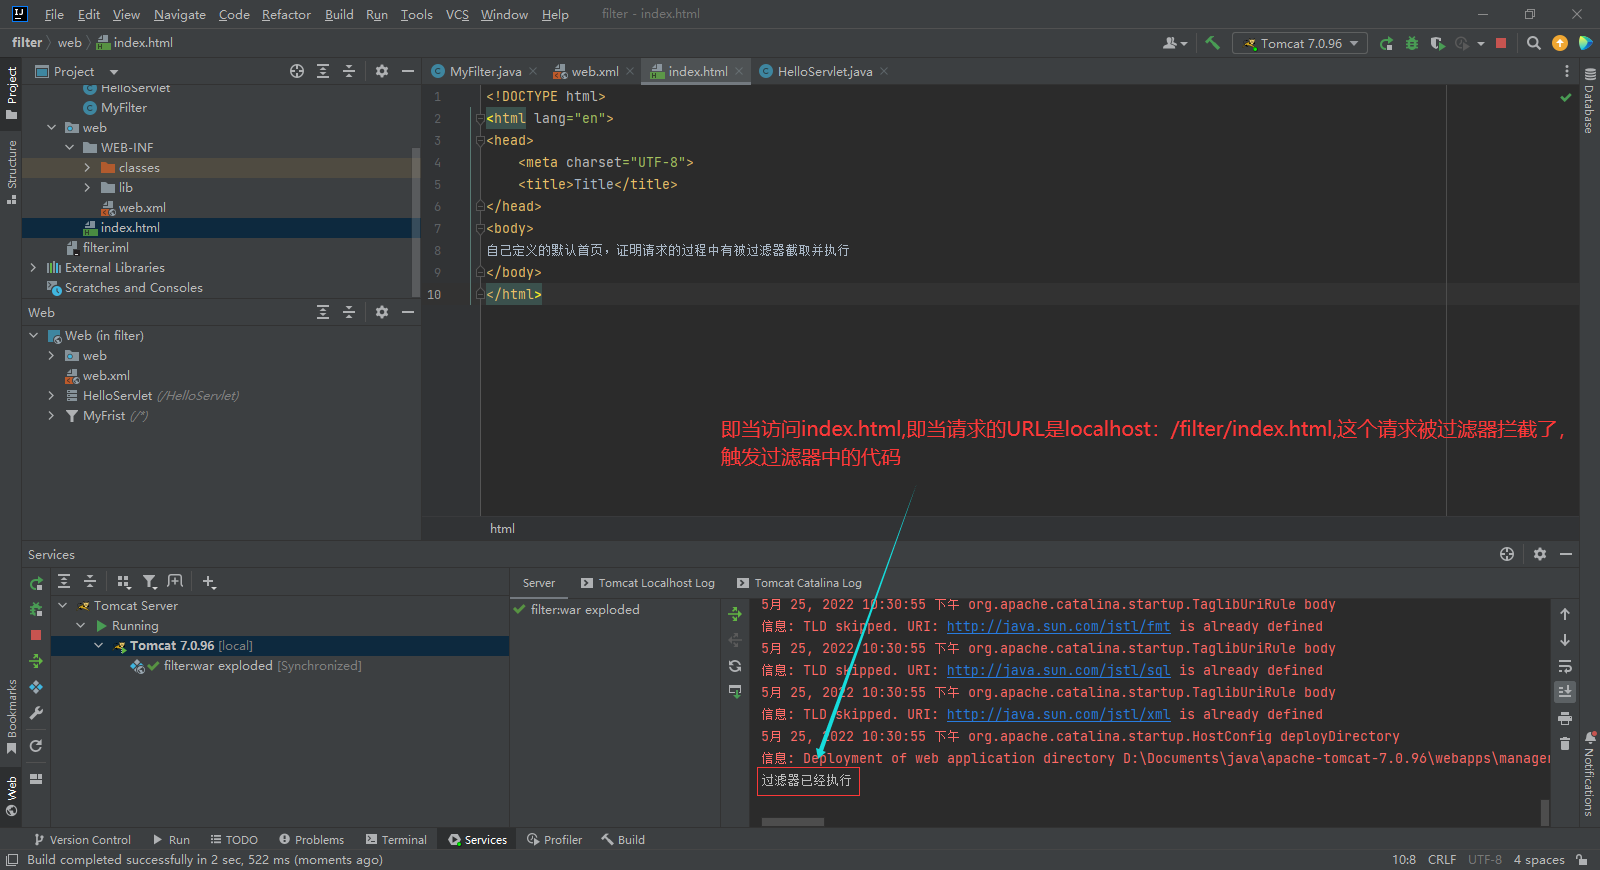 File Edit View Navigate Code Refactor Build Run Tools VCS Window Help filter - index.html
filter web index.html
Tomcat 7.0.96
Project
Project
Structure
Bookmarks
Web
Database
Notifications
HelloServlet
MyFilter
web
WEB-INF
classes
lib
web.xml
index.html
filter.iml
External Libraries
Scratches and Consoles
Web
Web (in filter)
web
web.xml
HelloServlet (/HelloServlet)
MyFrist (/*)
MyFilter.java web.xml index.html HelloServlet.java
1 <!DOCTYPE html>
2 <html lang="en">
3 <head>
4 <meta charset="UTF-8">
5 <title>Title</title>
6 </head>
7 <body>
8 自己定义的默认首页，证明请求的过程中有被过滤器截取并执行
9 </body>
10 </html>
即当访问index.html,即当请求的URL是localhost：/filter/index.html,这个请求被过滤器拦截了，
触发过滤器中的代码
html
Services
Tomcat Server
Running
Tomcat 7.0.96 [local]
filter:war exploded [Synchronized]
Server Tomcat Localhost Log Tomcat Catalina Log
filter:war exploded
5月 25, 2022 10:30:55 下午 org.apache.catalina.startup.TaglibUriRule body
信息: TLD skipped. URI: http://java.sun.com/jstl/fmt is already defined
5月 25, 2022 10:30:55 下午 org.apache.catalina.startup.TaglibUriRule body
信息: TLD skipped. URI: http://java.sun.com/jstl/sql is already defined
5月 25, 2022 10:30:55 下午 org.apache.catalina.startup.TaglibUriRule body
信息: TLD skipped. URI: http://java.sun.com/jstl/xml is already defined
5月 25, 2022 10:30:55 下午 org.apache.catalina.startup.HostConfig deployDirectory
信息: Deployment of web application directory D:\Documents\java\apache-tomcat-7.0.96\webapps\manager
过滤器已经执行
Version Control Run TODO Problems Terminal Services Profiler Build
Build completed successfully in 2 sec, 522 ms (moments ago) 10:8 CRLF UTF-8 4 spaces